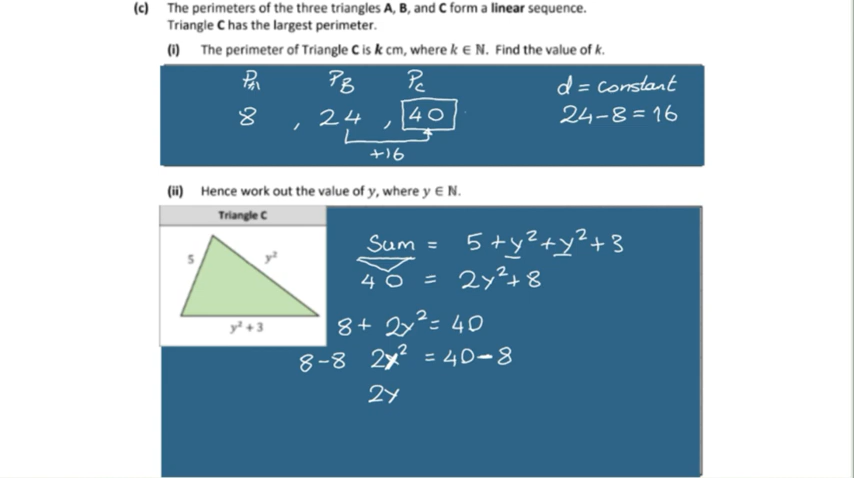 (c) The perimeters of the three triangles A, B, and C form a linear sequence.
Triangle C has the largest perimeter.
(i) The perimeter of Triangle C is k cm, where k ∈ ℕ. Find the value of k.
P_A P_B P_C d = constant
8 , 24 , 40 24-8=16
+16
(ii) Hence work out the value of y, where y ∈ ℕ.
Triangle C
5 y²
y² + 3
Sum = 5 + y² + y² + 3
40 = 2y² + 8
8 + 2y² = 40
8-8 2y² = 40-8
2y